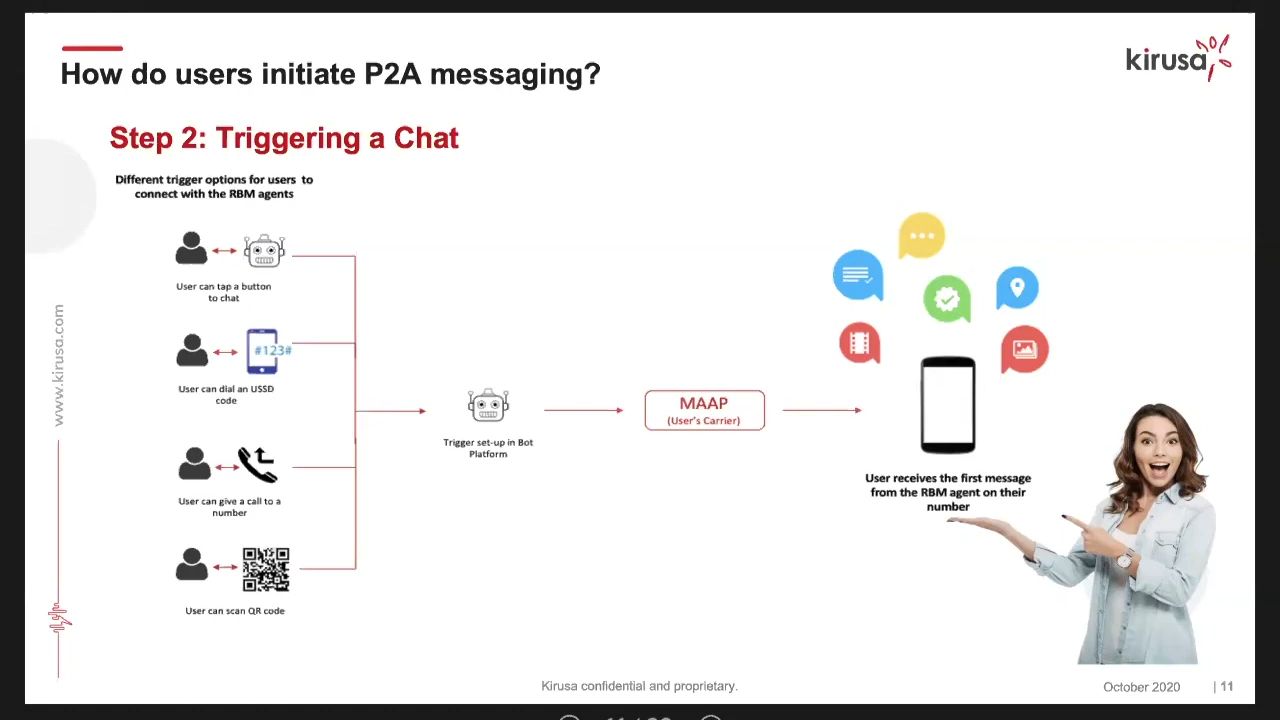 How do users initiate P2A messaging?
kirusa
Step 2: Triggering a Chat
Different trigger options for users to
connect with the RBM agents
User can tap a button
to chat
#123#
User can dial an USSD
code
User can give a call to a
number
User can scan QR code
Trigger set-up in Bot
Platform
MAAP
(User's Carrier)
User receives the first message
from the RBM agent on their
number
www.kirusa.com
Kirusa confidential and proprietary.
October 2020
| 11